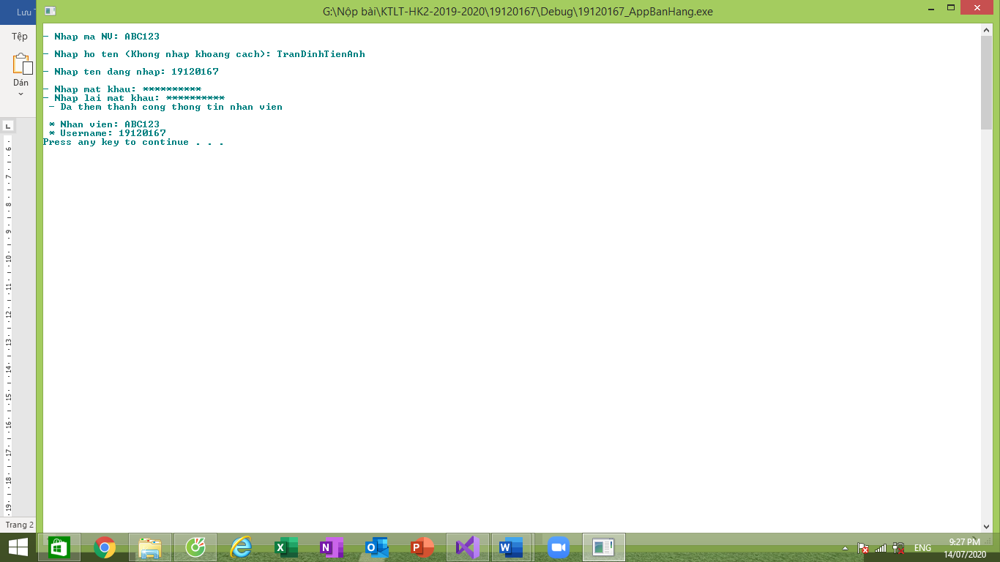 Lưu T
G:\Nộp bài\KTLT-HK2-2019-2020\19120167\Debug\19120167_AppBanHang.exe
Tệp
Dán
- Nhap ma NV: ABC123
- Nhap ho ten (Khong nhap khoang cach): TranDinhTienAnh
- Nhap ten dang nhap: 19120167
- Nhap mat khau: **********
- Nhap lai mat khau: **********
- Da them thanh cong thong tin nhan vien
* Nhan vien: ABC123
* Username: 19120167
Press any key to continue . . .
6
7
8
9
10
11
12
13
14
15
16
17
18
19
Trang 2
ENG
9:27 PM
14/07/2020